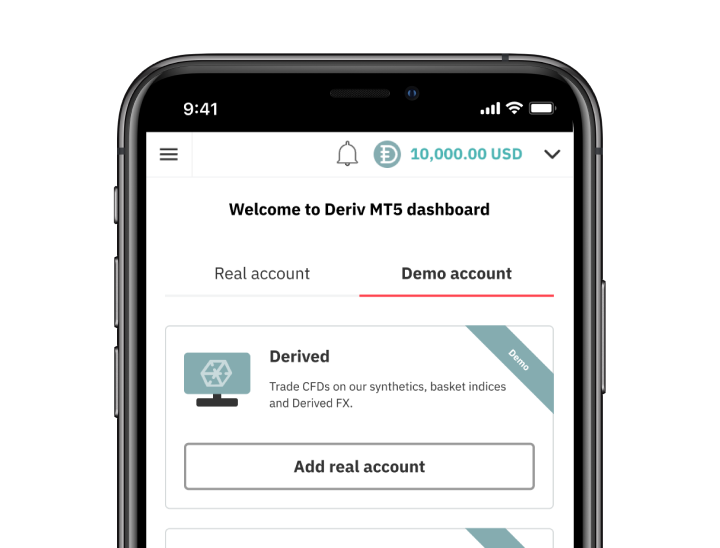 9:41
10,000.00 USD
Welcome to Deriv MT5 dashboard
Real account
Demo account
Derived
Demo
Trade CFDs on our synthetics, basket indices
and Derived FX.
Add real account